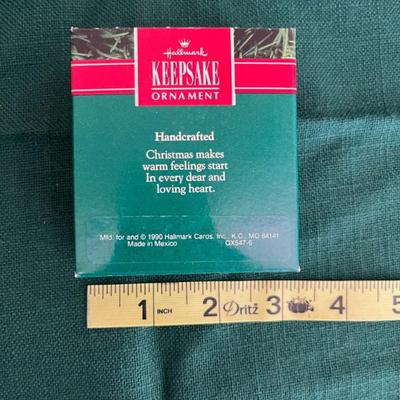 Hallmark
KEEPSAKE
ORNAMENT
Handcrafted
Christmas makes
warm feelings start
In every dear and
loving heart.
Mfd. for and © 1990 Hallmark Cards, Inc., K.C., MO 64141
Made in Mexico QX547-6
1 INCH 2 Dritz 3 4 5